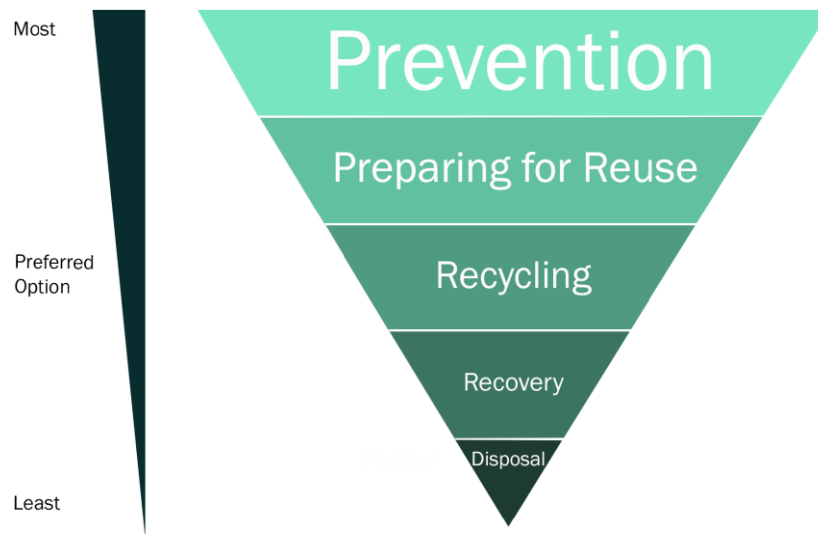 Most
Prevention
Preparing for Reuse
Preferred
Option
Recycling
Recovery
Disposal
Least